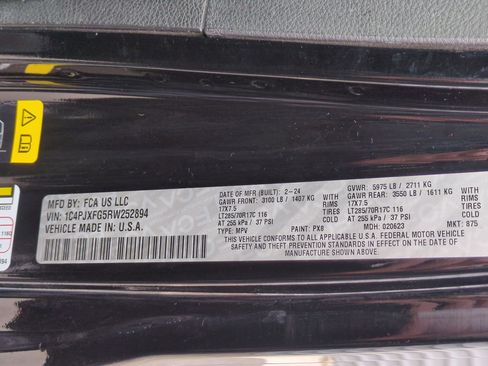 MFD BY: FCA US LLC
VIN: 1C4PJXFG5RW252894
VEHICLE MADE IN: U.S.A.
DATE OF MFR (BUILT): 2-24
GAWR FRONT: 3100 LB / 1407 KG WITH
17X7.5 RIMS
LT285/70R17C 116 TIRES
AT 255 kPa / 37 PSI COLD
TYPE: MPV PAINT: PX8
GVWR: 5975 LB / 2711 KG
GAWR REAR: 3550 LB / 1611 KG WITH
17X7.5 RIMS
LT285/70R17C 116 TIRES
AT 255 kPa / 37 PSI COLD
MDH: 020623 MKT: 875
THIS VEHICLE CONFORMS TO ALL APPLICABLE U.S.A. FEDERAL MOTOR VEHICLE
SAFETY AND THEFT PREVENTION STANDARDS IN EFFECT ON THE DATE OF
MANUFACTURE SHOWN ABOVE.